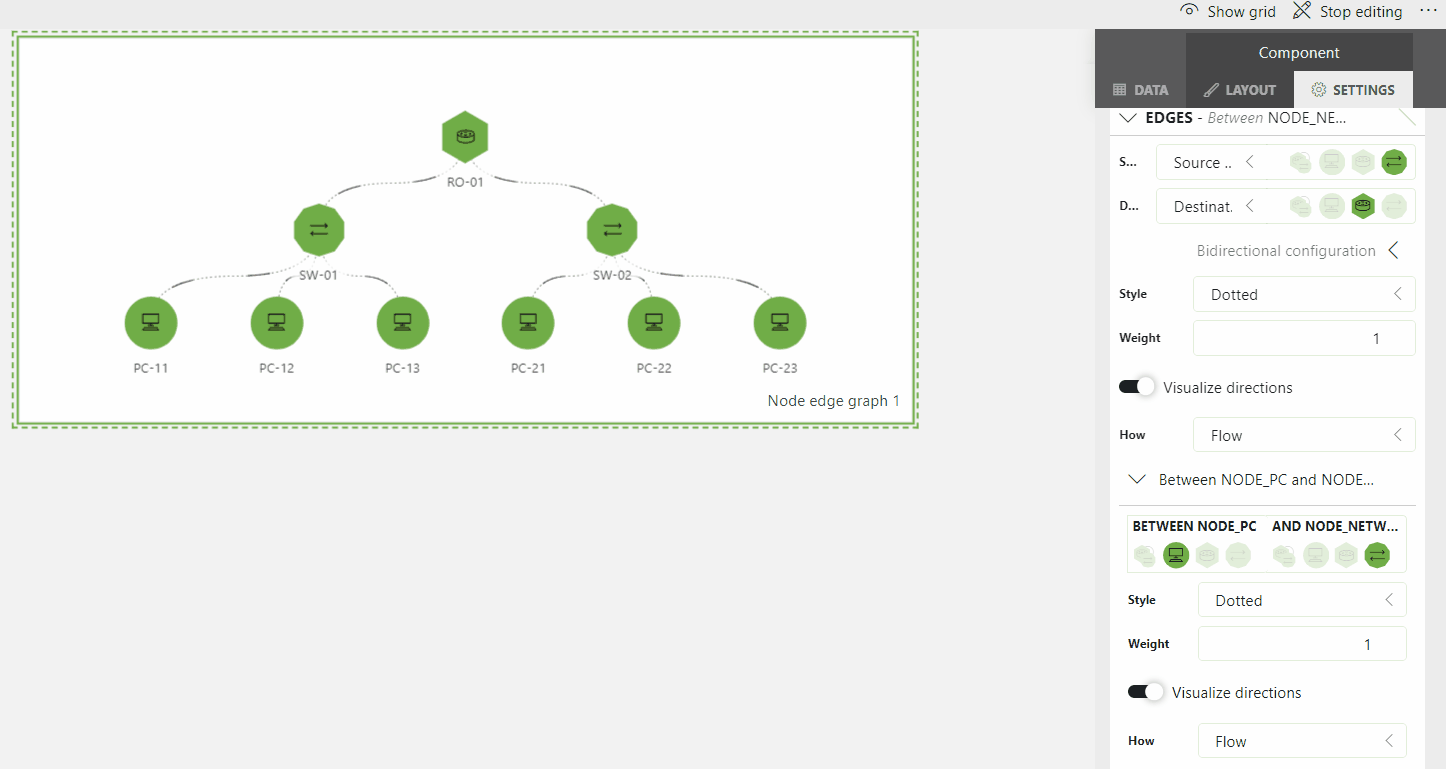 Show grid Stop editing ...
Component
DATA LAYOUT SETTINGS
EDGES - Between NODE_NE...
S... Source ..
D... Destinat.
Bidirectional configuration
Style Dotted
Weight 1
Visualize directions
How Flow
Between NODE_PC and NODE...
BETWEEN NODE_PC AND NODE_NETW...
Style Dotted
Weight 1
Visualize directions
How Flow
RO-01
SW-01 SW-02
PC-11 PC-12 PC-13 PC-21 PC-22 PC-23
Node edge graph 1